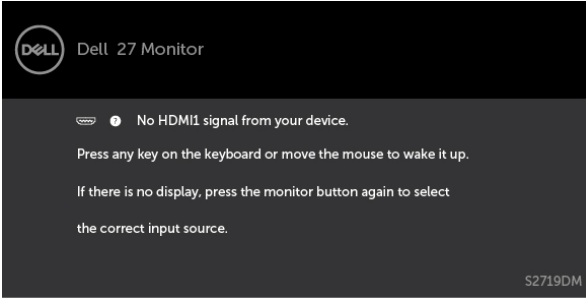 DELL
Dell 27 Monitor
? No HDMI1 signal from your device.
Press any key on the keyboard or move the mouse to wake it up.
If there is no display, press the monitor button again to select
the correct input source.
S2719DM